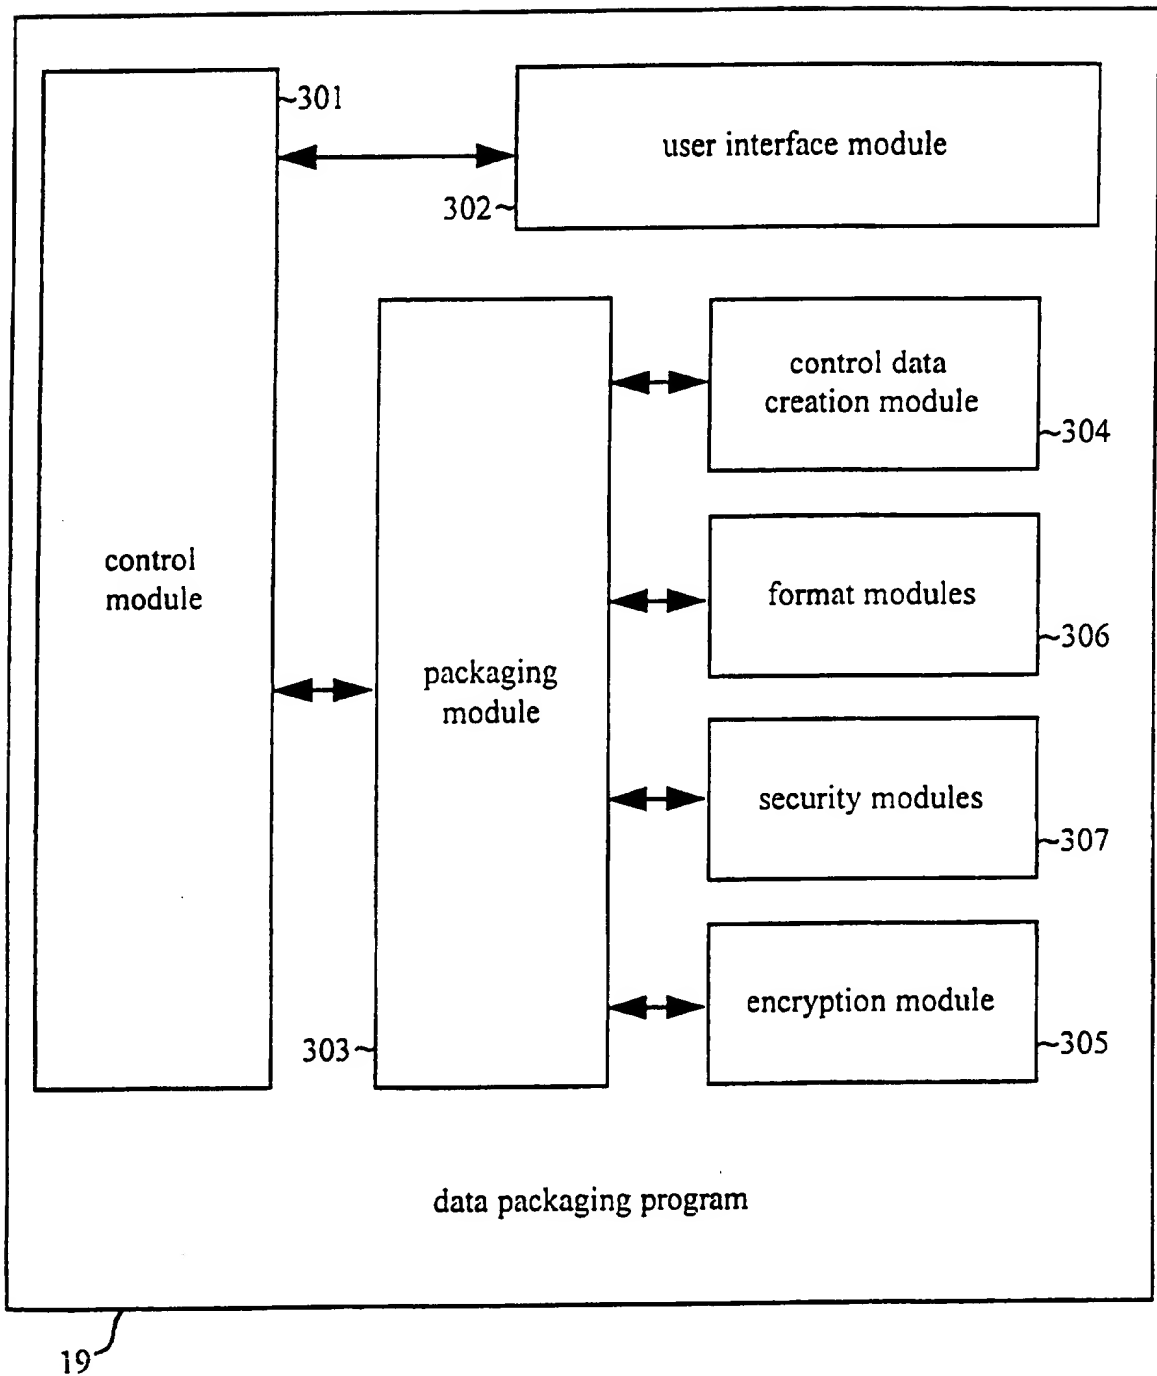 301
user interface module
302
control data
creation module
304
control
module
format modules
306
packaging
module
security modules
307
encryption module
303
305
data packaging program
19